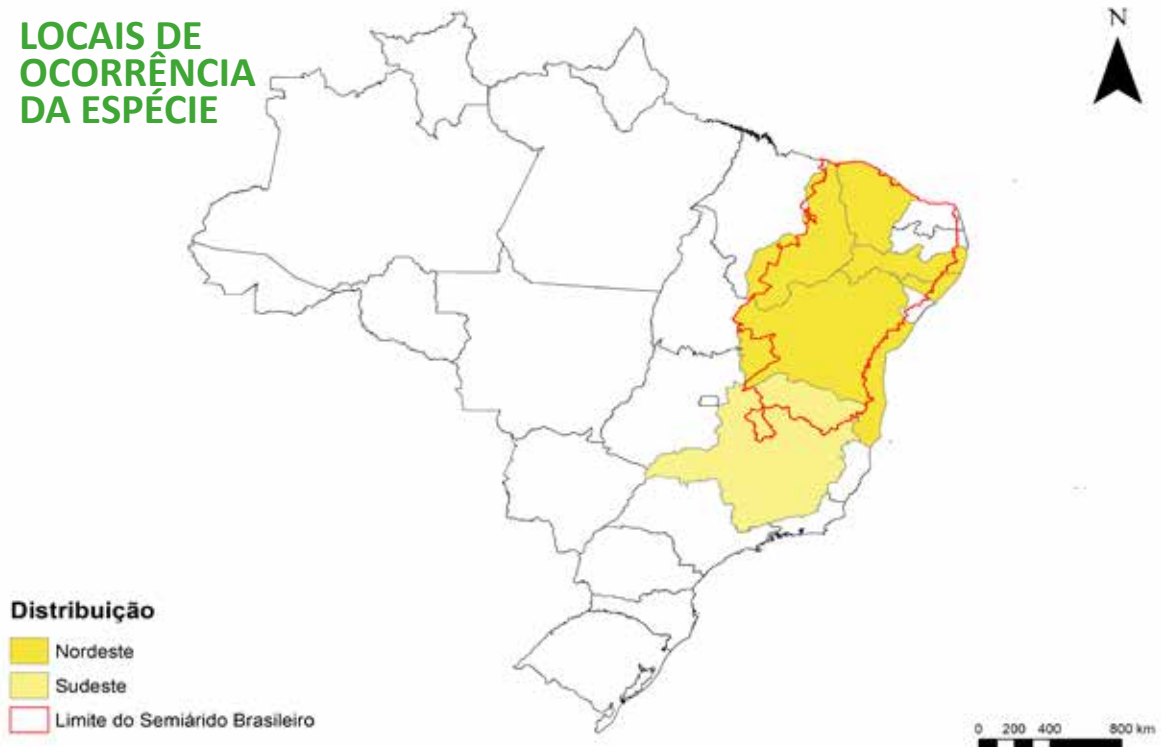 LOCAIS DE
OCORRÊNCIA
DA ESPÉCIE
N
Distribuição
Nordeste
Sudeste
Limite do Semiárido Brasileiro
0 200 400 800 km